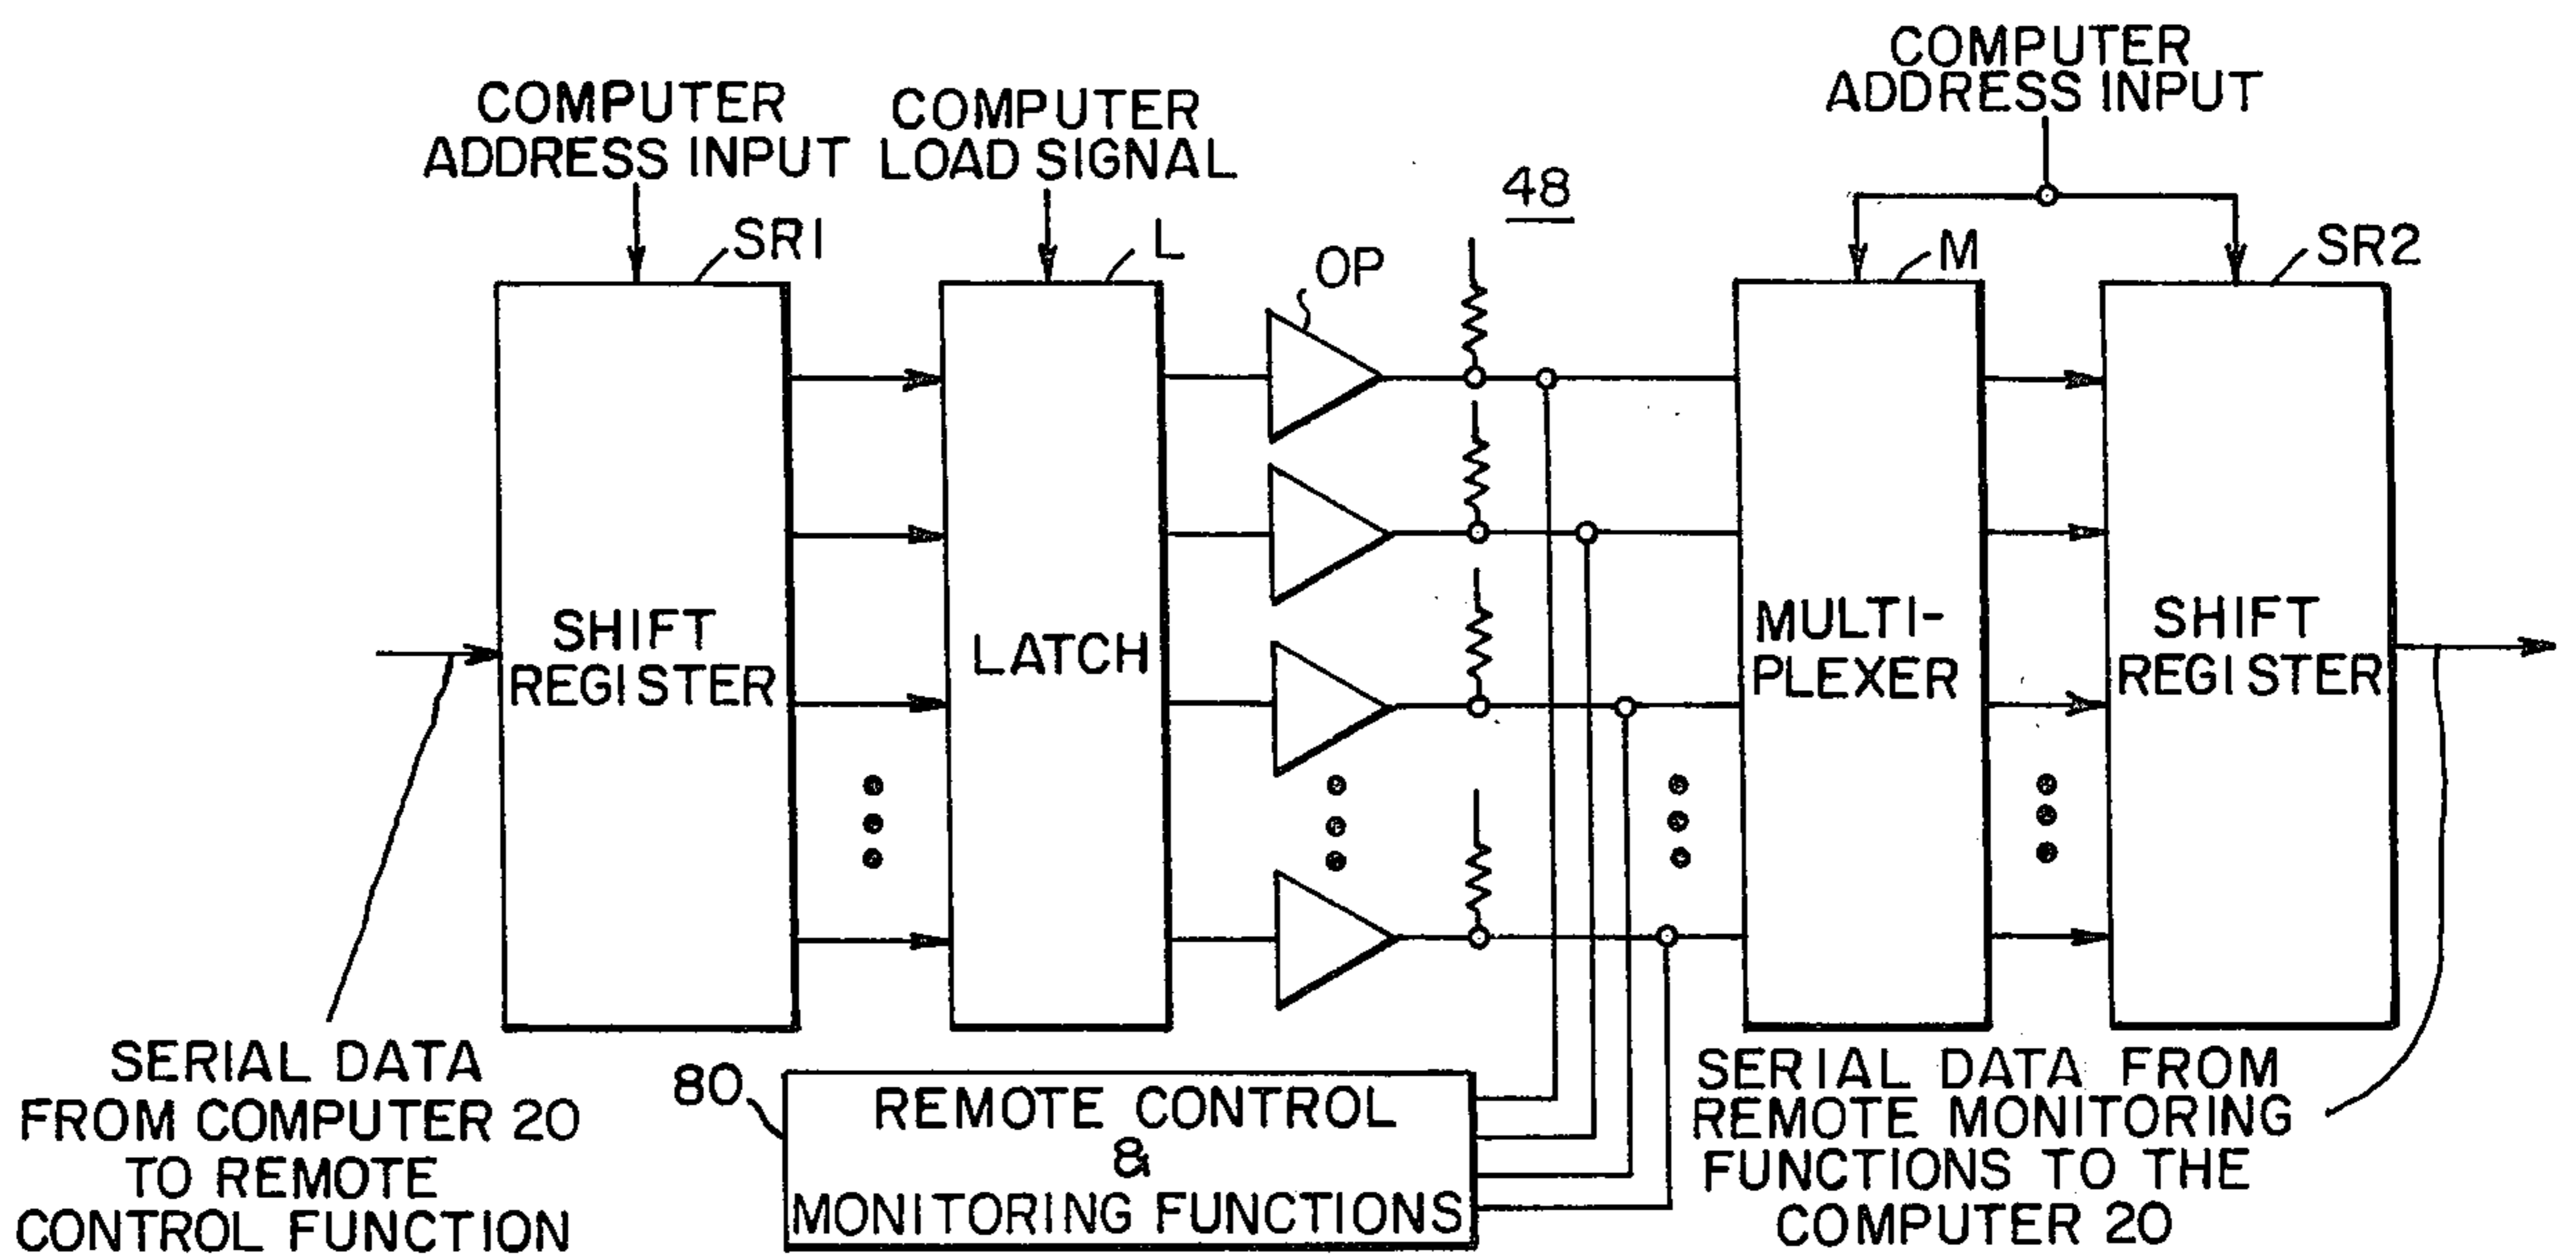 COMPUTER
ADDRESS INPUT
COMPUTER
LOAD SIGNAL
COMPUTER
ADDRESS INPUT
48
SR1
L
OP
M
SR2
SHIFT
REGISTER
LATCH
MULTI-
PLEXER
SHIFT
REGISTER
SERIAL DATA
FROM COMPUTER 20
TO REMOTE
CONTROL FUNCTION
80
REMOTE CONTROL
&
MONITORING FUNCTIONS
SERIAL DATA FROM
REMOTE MONITORING
FUNCTIONS TO THE
COMPUTER 20